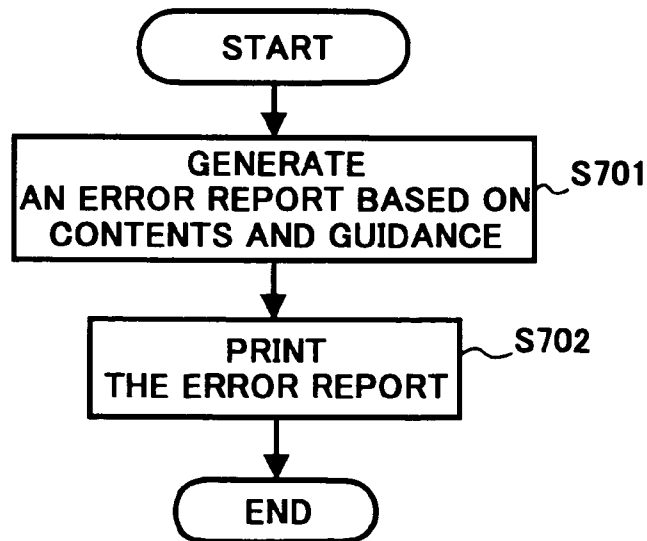 START
GENERATE
AN ERROR REPORT BASED ON
CONTENTS AND GUIDANCE
S701
PRINT
THE ERROR REPORT
S702
END